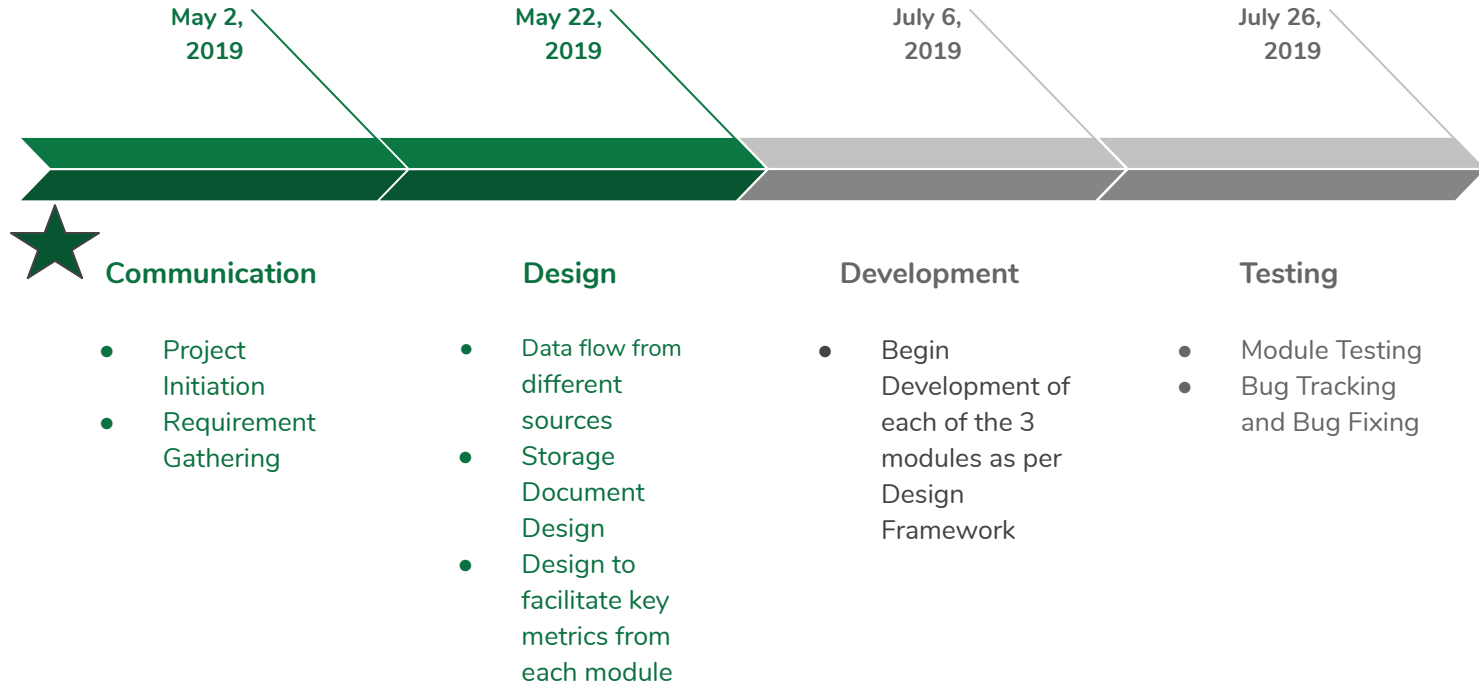 May 2,
2019
May 22,
2019
July 6,
2019
July 26,
2019
Communication
● Project
Initiation
● Requirement
Gathering
Design
● Data flow from
different
sources
● Storage
Document
Design
● Design to
facilitate key
metrics from
each module
Development
● Begin
Development of
each of the 3
modules as per
Design
Framework
Testing
● Module Testing
● Bug Tracking
and Bug Fixing